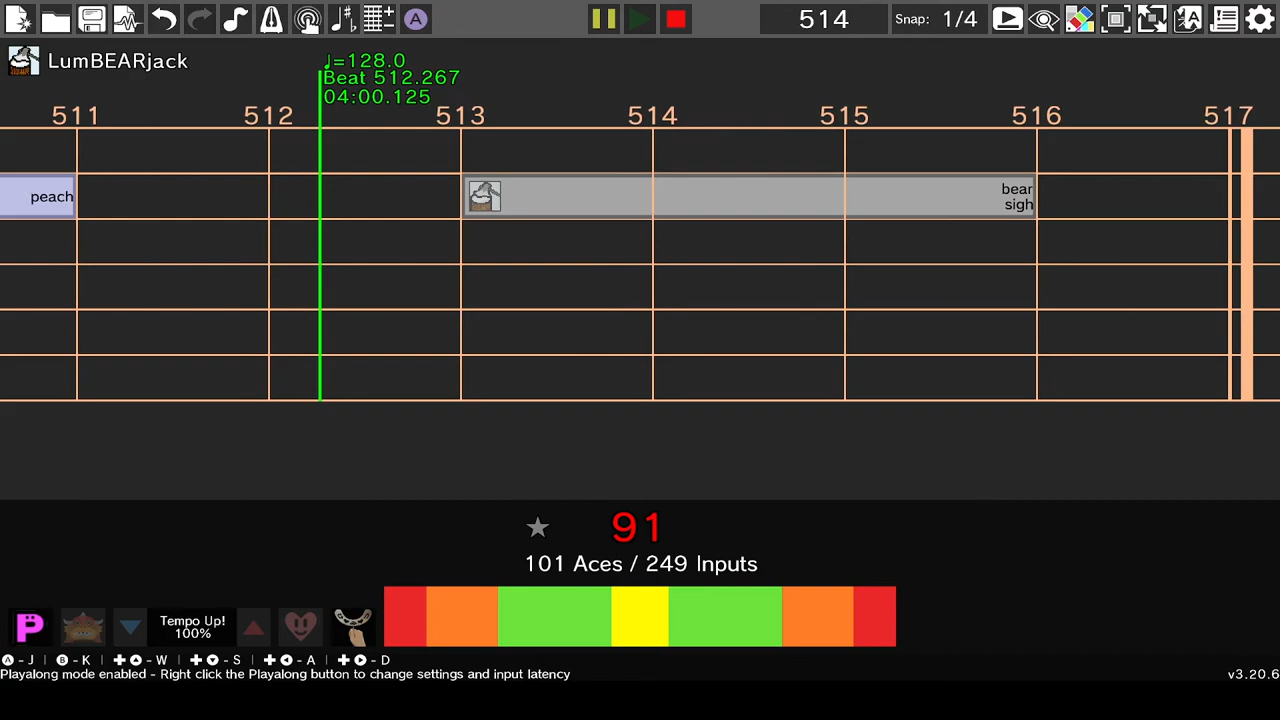 514
Snap: 1/4
LumBEARjack
♩=128.0
Beat 512.267
04:00.125
511 512 513 514 515 516 517
peach
bear
sigh
91
101 Aces / 249 Inputs
Tempo Up!
100%
A-J B-K -W -S -A -D
Playalong mode enabled - Right click the Playalong button to change settings and input latency
v3.20.6